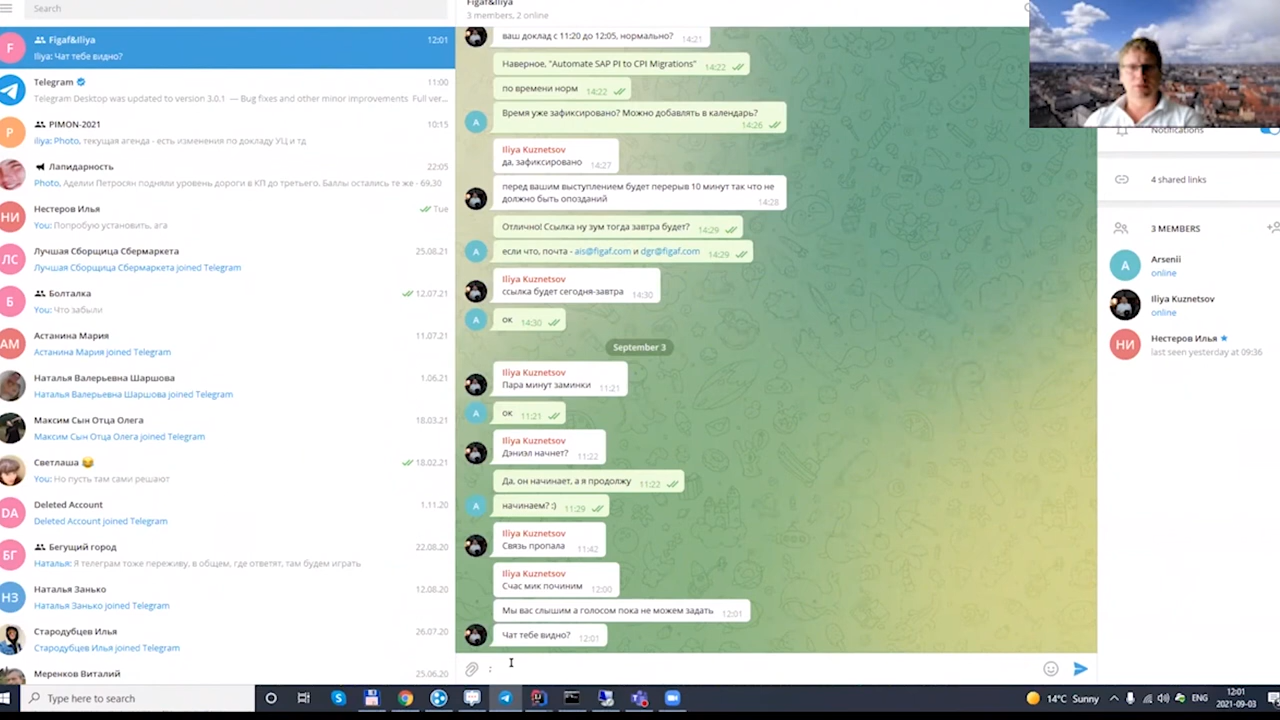 Search
Figaf&Iliya
12:01
Iliya: Чат тебе видно?
Telegram
11:00
Telegram Desktop was updated to version 3.0.1 — Bug fixes and other minor improvements Full ver...
PIMON-2021
10:15
iliya: Photo, текущая агенда - есть изменения по докладу УЦ и тд
Лапидарность
22:05
Photo, Аделии Петросян подняли уровень дороги в КП до третьего. Баллы остались те же - 69,30
Нестеров Илья
Tue
You: Попробую установить, ага
Лучшая Сборщица Сбермаркета
25.08.21
Лучшая Сборщица Сбермаркета joined Telegram
Болталка
12.07.21
You: Что забыли
Астанина Мария
11.07.21
Астанина Мария joined Telegram
Наталья Валерьевна Шаршова
1.06.21
Наталья Валерьевна Шаршова joined Telegram
Максим Сын Отца Олега
18.03.21
Максим Сын Отца Олега joined Telegram
Светлаша 😂
18.02.21
You: Но пусть там сами решают
Deleted Account
1.11.20
Deleted Account joined Telegram
Бегущий город
22.08.20
Наталья: Я телеграм тоже переживу, в общем, где ответят, там будем играть
Наталья Занько
12.08.20
Наталья Занько joined Telegram
Стародубцев Илья
26.07.20
Стародубцев Илья joined Telegram
Меренков Виталий
25.06.20
F
P
НИ
ЛС
Б
АМ
DA
БГ
НЗ
Figaf&Iliya
3 members, 2 online
ваш доклад с 11:20 до 12:05, нормально? 14:21
Наверное, "Automate SAP PI to CPI Migrations" 14:22
по времени норм 14:22
Время уже зафиксировано? Можно добавлять в календарь?
14:26
A
Iliya Kuznetsov
да, зафиксировано 14:27
перед вашим выступлением будет перерыв 10 минут так что не
должно быть опозданий 14:28
Отлично! Ссылка ну зум тогда завтра будет? 14:29
A если что, почта - ais@figaf.com и dgr@figaf.com 14:29
Iliya Kuznetsov
ссылка будет сегодня-завтра 14:30
A ок 14:30
September 3
Iliya Kuznetsov
Пара минут заминки 11:21
A ок 11:21
Iliya Kuznetsov
Дэниэл начнет? 11:22
Да, он начинает, а я продолжу 11:22
A начинаем? :) 11:29
Iliya Kuznetsov
Связь пропала 11:42
Iliya Kuznetsov
Счас мик починим 12:00
Мы вас слышим а голосом пока не можем задать 12:01
Чат тебе видно? 12:01
:
Notifications
4 shared links
3 MEMBERS
A
Arsenii
online
Iliya Kuznetsov
online
НИ
Нестеров Илья
last seen yesterday at 09:36
Type here to search
14°C Sunny
ENG
12:01
2021-09-03